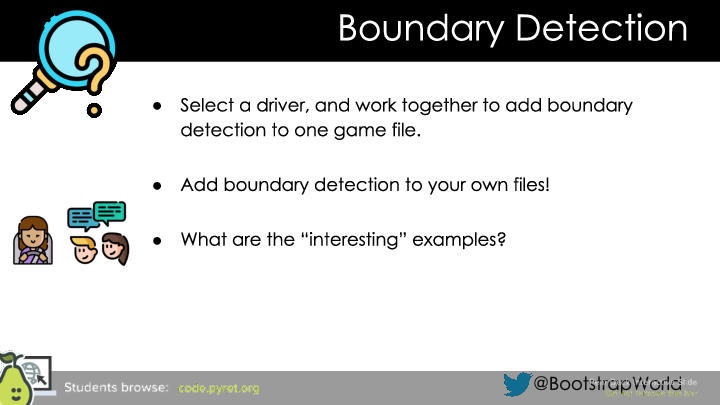 Boundary Detection
● Select a driver, and work together to add boundary
detection to one game file.
● Add boundary detection to your own files!
● What are the “interesting” examples?
Students browse: code.pyret.org
@BootstrapWorld